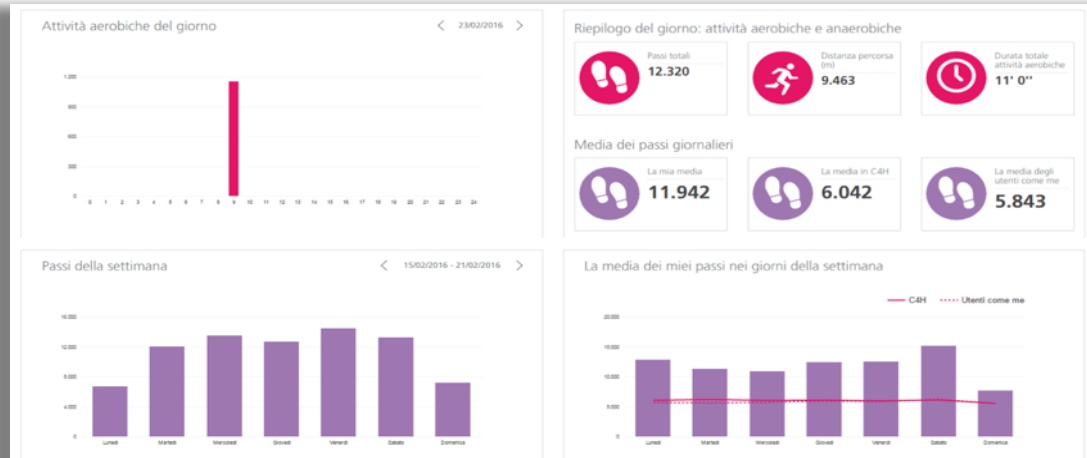 Attività aerobiche del giorno
< 23/02/2016 >
1.200
900
600
300
0
0 1 2 3 4 5 6 7 8 9 10 11 12 13 14 15 16 17 18 19 20 21 22 23 24
Riepilogo del giorno: attività aerobiche e anaerobiche
Passi totali
12.320
Distanza percorsa
(m)
9.463
Durata totale
attività aerobiche
11' 0''
Media dei passi giornalieri
La mia media
11.942
La media in C4H
6.042
La media degli
utenti come me
5.843
Passi della settimana
< 15/02/2016 - 21/02/2016 >
16.000
12.000
8.000
4.000
0
Lunedì Martedì Mercoledì Giovedì Venerdì Sabato Domenica
La media dei miei passi nei giorni della settimana
C4H Utenti come me
20.000
15.000
10.000
5.000
0
Lunedì Martedì Mercoledì Giovedì Venerdì Sabato Domenica